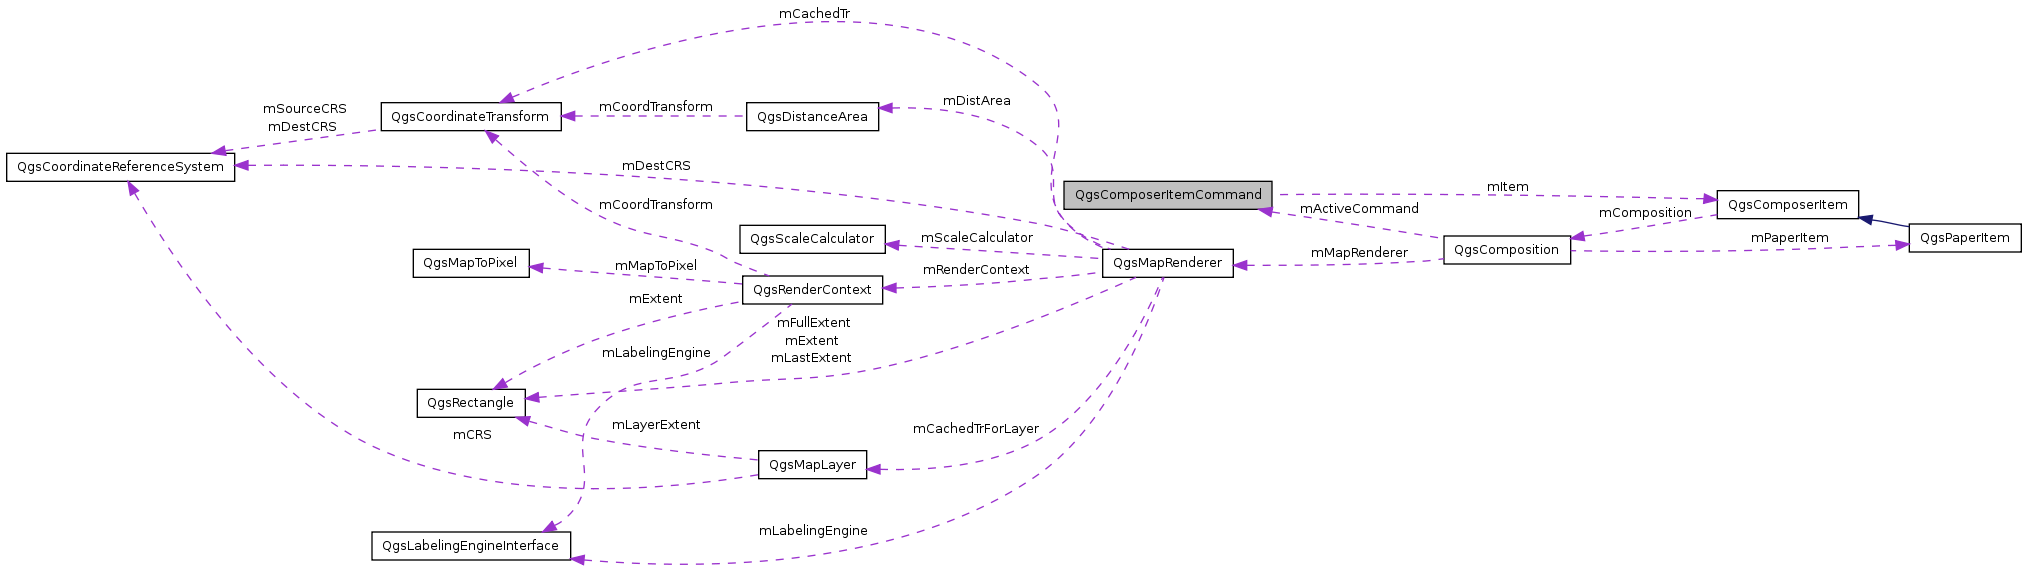 mCachedTr
mDistArea
mSourceCRS
mDestCRS
mCoordTransform
QgsCoordinateTransform
QgsDistanceArea
QgsCoordinateReferenceSystem
mDestCRS
QgsComposerItemCommand
mItem
QgsComposerItem
mCoordTransform
mActiveCommand
mComposition
QgsScaleCalculator
mScaleCalculator
QgsComposition
mPaperItem
QgsPaperItem
QgsMapToPixel
mMapToPixel
QgsMapRenderer
mMapRenderer
mRenderContext
QgsRenderContext
mExtent
mFullExtent
mExtent
mLastExtent
mLabelingEngine
QgsRectangle
mCRS
mLayerExtent
mCachedTrForLayer
QgsMapLayer
mLabelingEngine
QgsLabelingEngineInterface